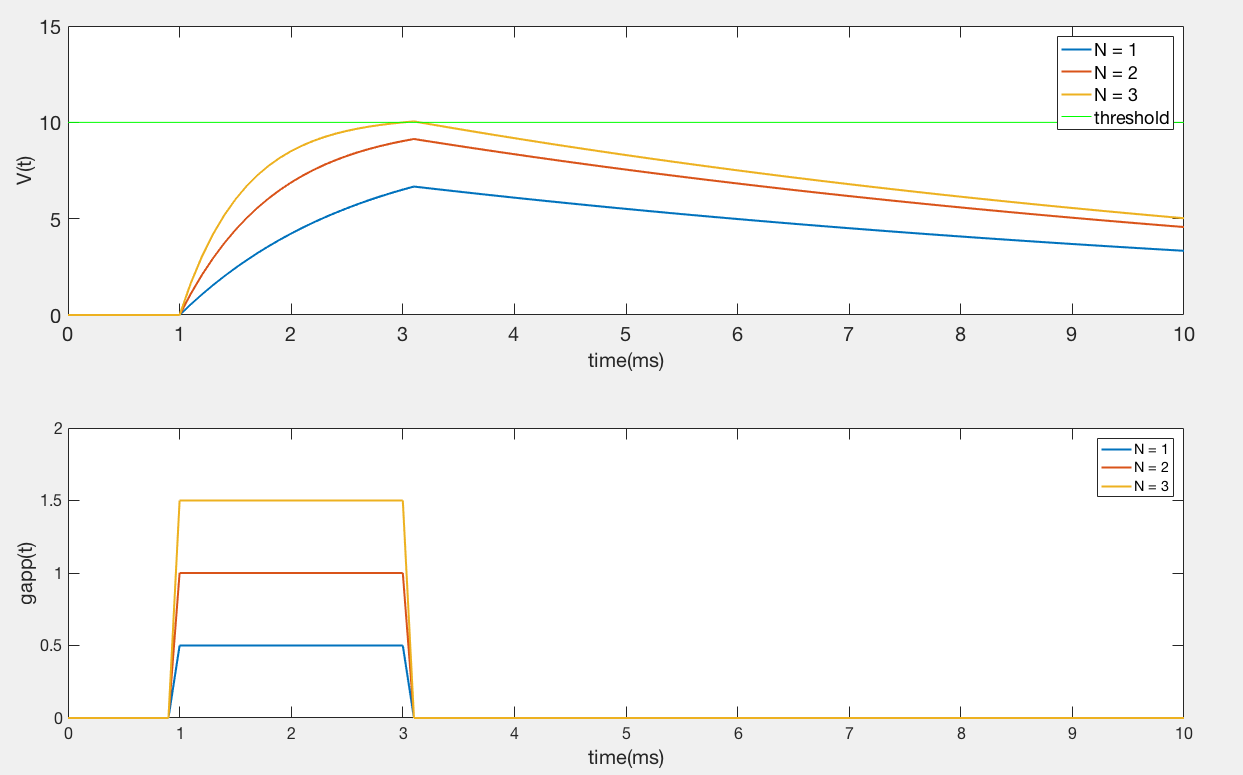 15
10
5
0
V(t)
N = 1
N = 2
N = 3
threshold
0 1 2 3 4 5 6 7 8 9 10
time(ms)
2
1.5
1
0.5
0
gapp(t)
N = 1
N = 2
N = 3
0 1 2 3 4 5 6 7 8 9 10
time(ms)